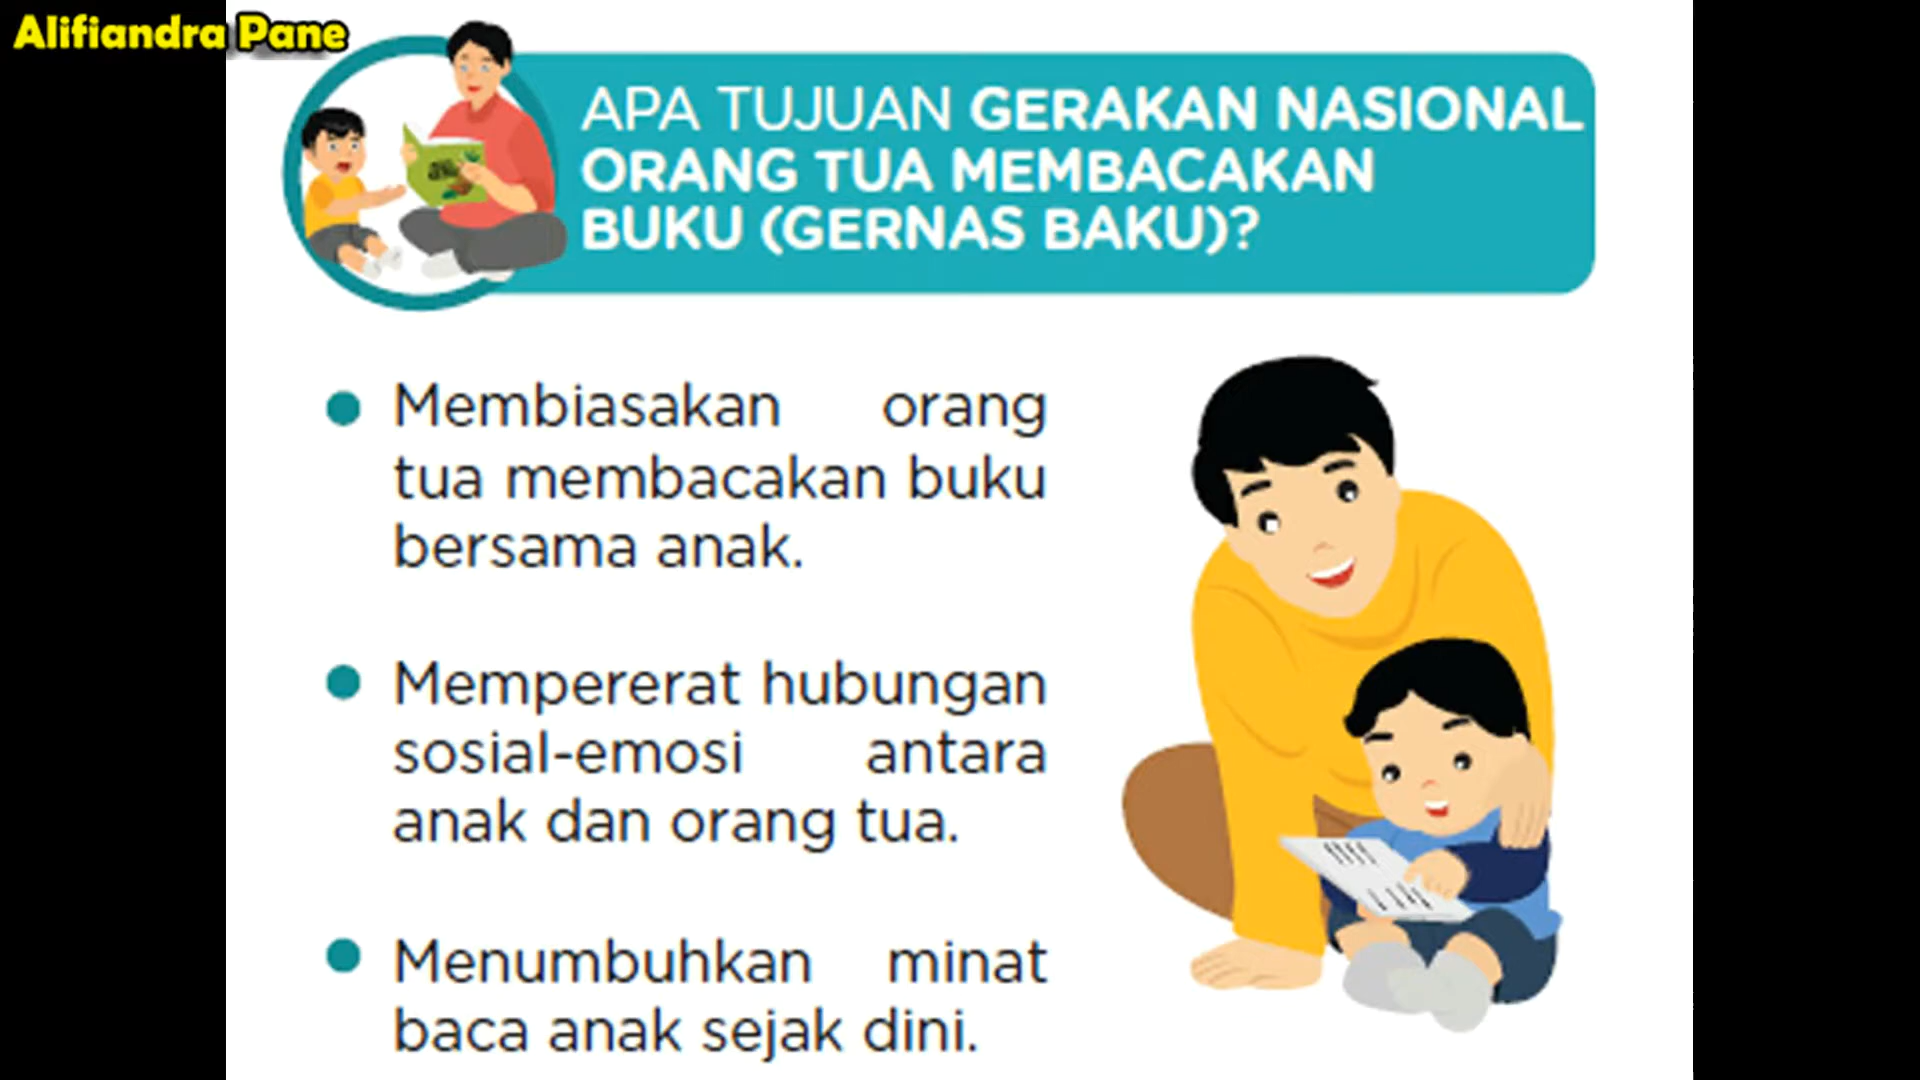 Alifiandra Pane
APA TUJUAN GERAKAN NASIONAL
ORANG TUA MEMBACAKAN
BUKU (GERNAS BAKU)?
Membiasakan orang
tua membacakan buku
bersama anak.
Mempererat hubungan
sosial-emosi antara
anak dan orang tua.
Menumbuhkan minat
baca anak sejak dini.